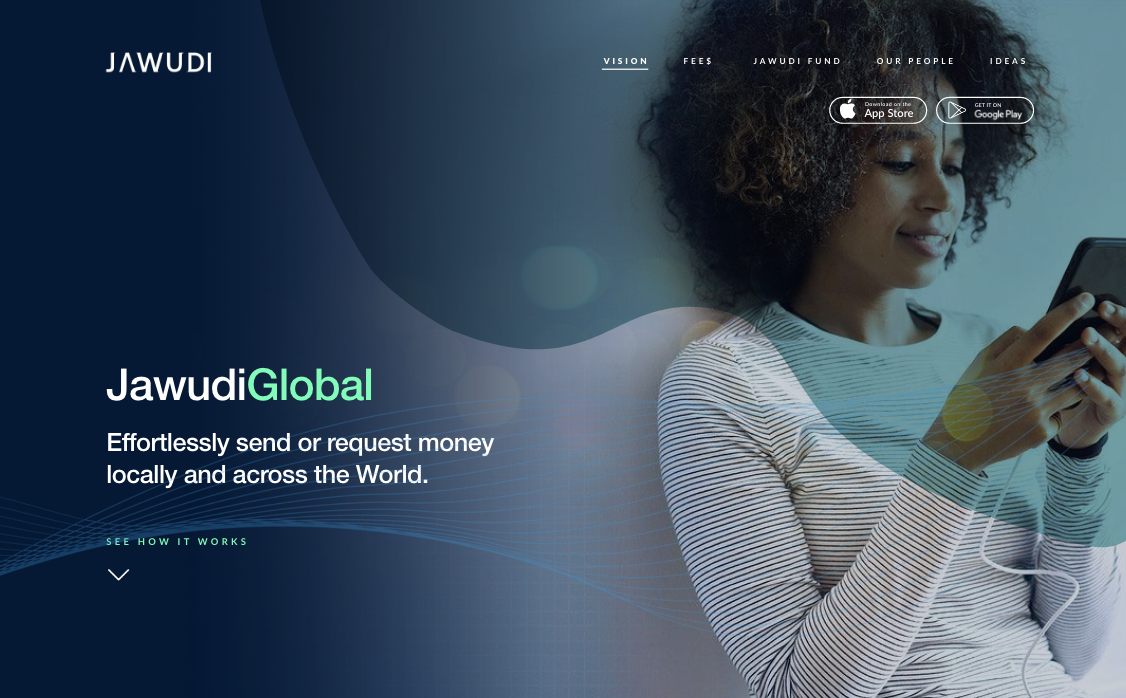 JAWUDI
VISION
FEE$
JAWUDI FUND
OUR PEOPLE
IDEAS
Download on the
App Store
GET IT ON
Google Play
JawudiGlobal
Effortlessly send or request money
locally and across the World.
SEE HOW IT WORKS